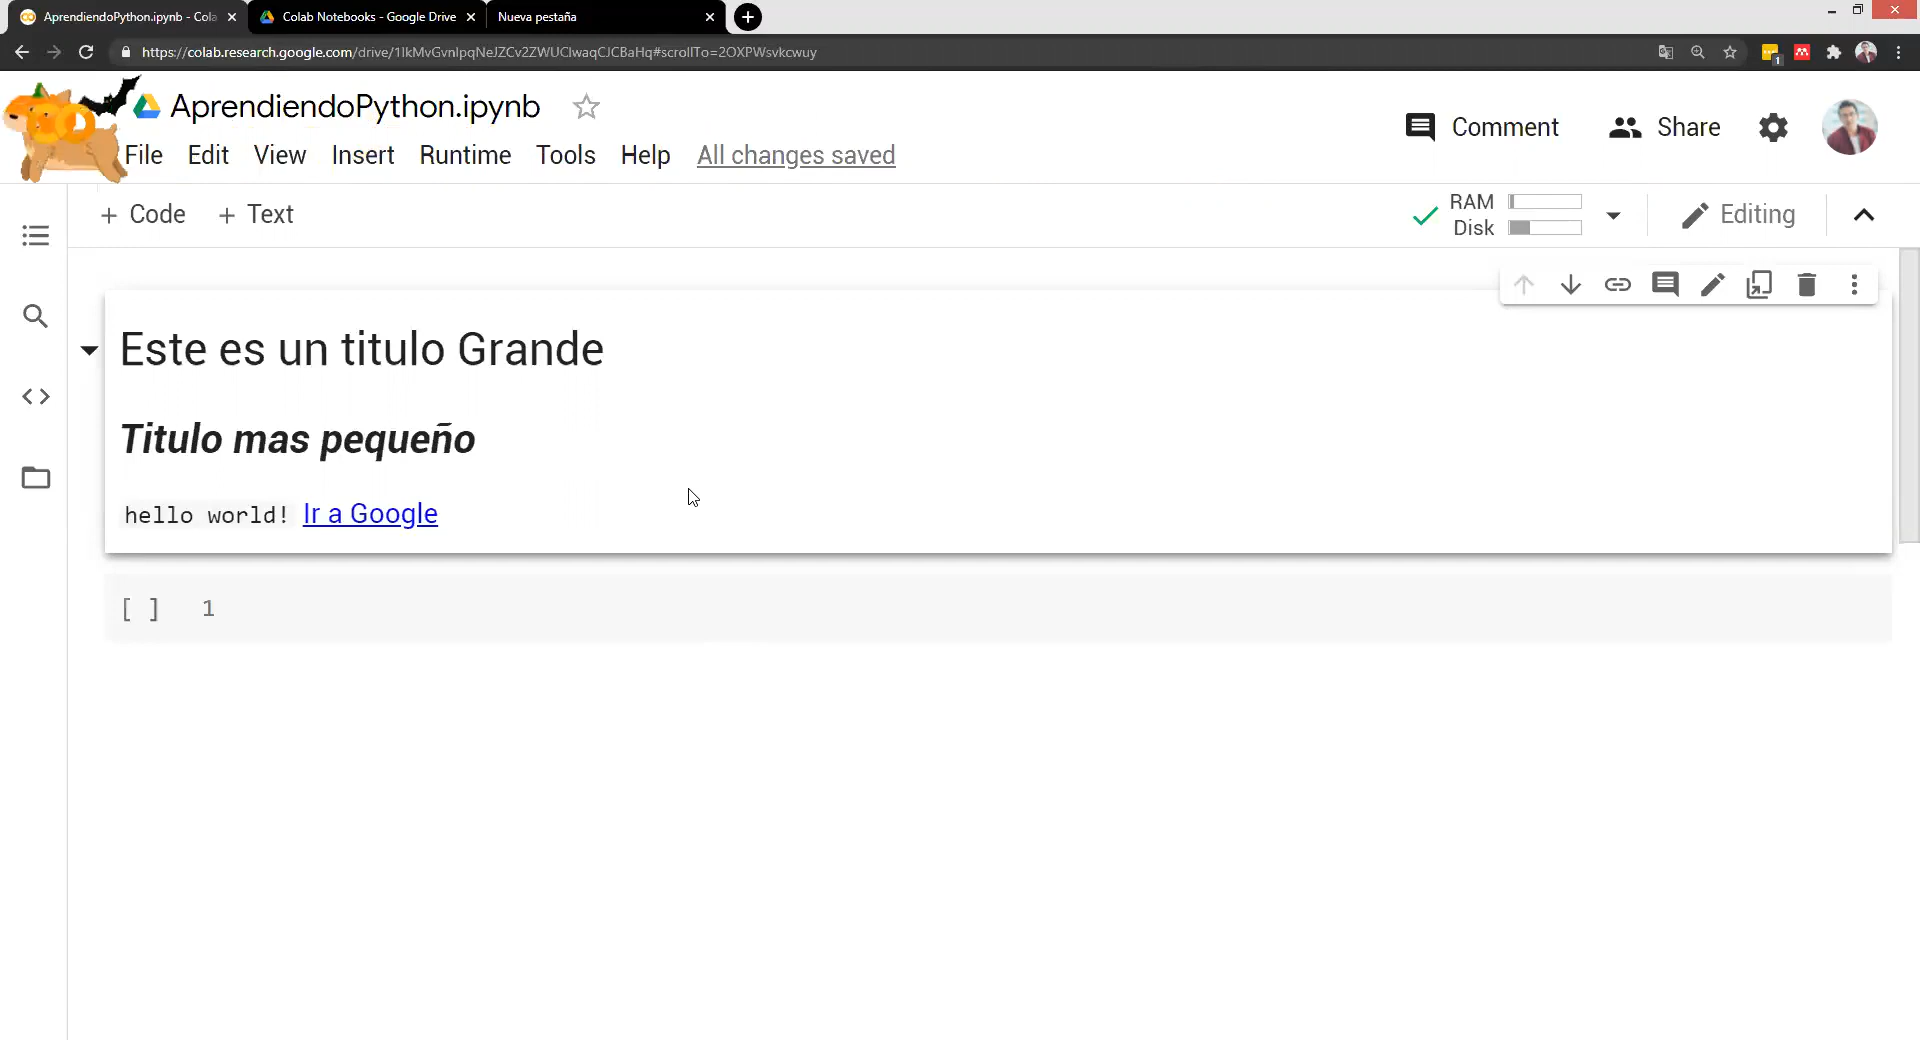 AprendiendoPython.ipynb - Cola
Colab Notebooks - Google Drive
Nueva pestaña
https://colab.research.google.com/drive/1IkMvGvnlpqNeJZCv2ZWUClwaqCJCBaHq#scrollTo=2OXPWsvkcwuy
1
AprendiendoPython.ipynb
Comment
Share
File Edit View Insert Runtime Tools Help All changes saved
+ Code + Text
RAM
Disk
Editing
Este es un titulo Grande
Titulo mas pequeño
hello world! Ir a Google
[ ] 1